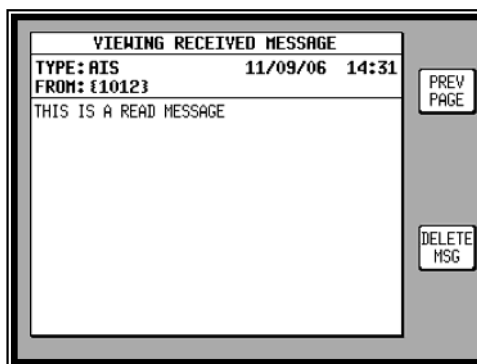 VIEWING RECEIVED MESSAGE
TYPE: AIS 11/09/06 14:31
FROM: {1012}
THIS IS A READ MESSAGE
PREV
PAGE
DELETE
MSG